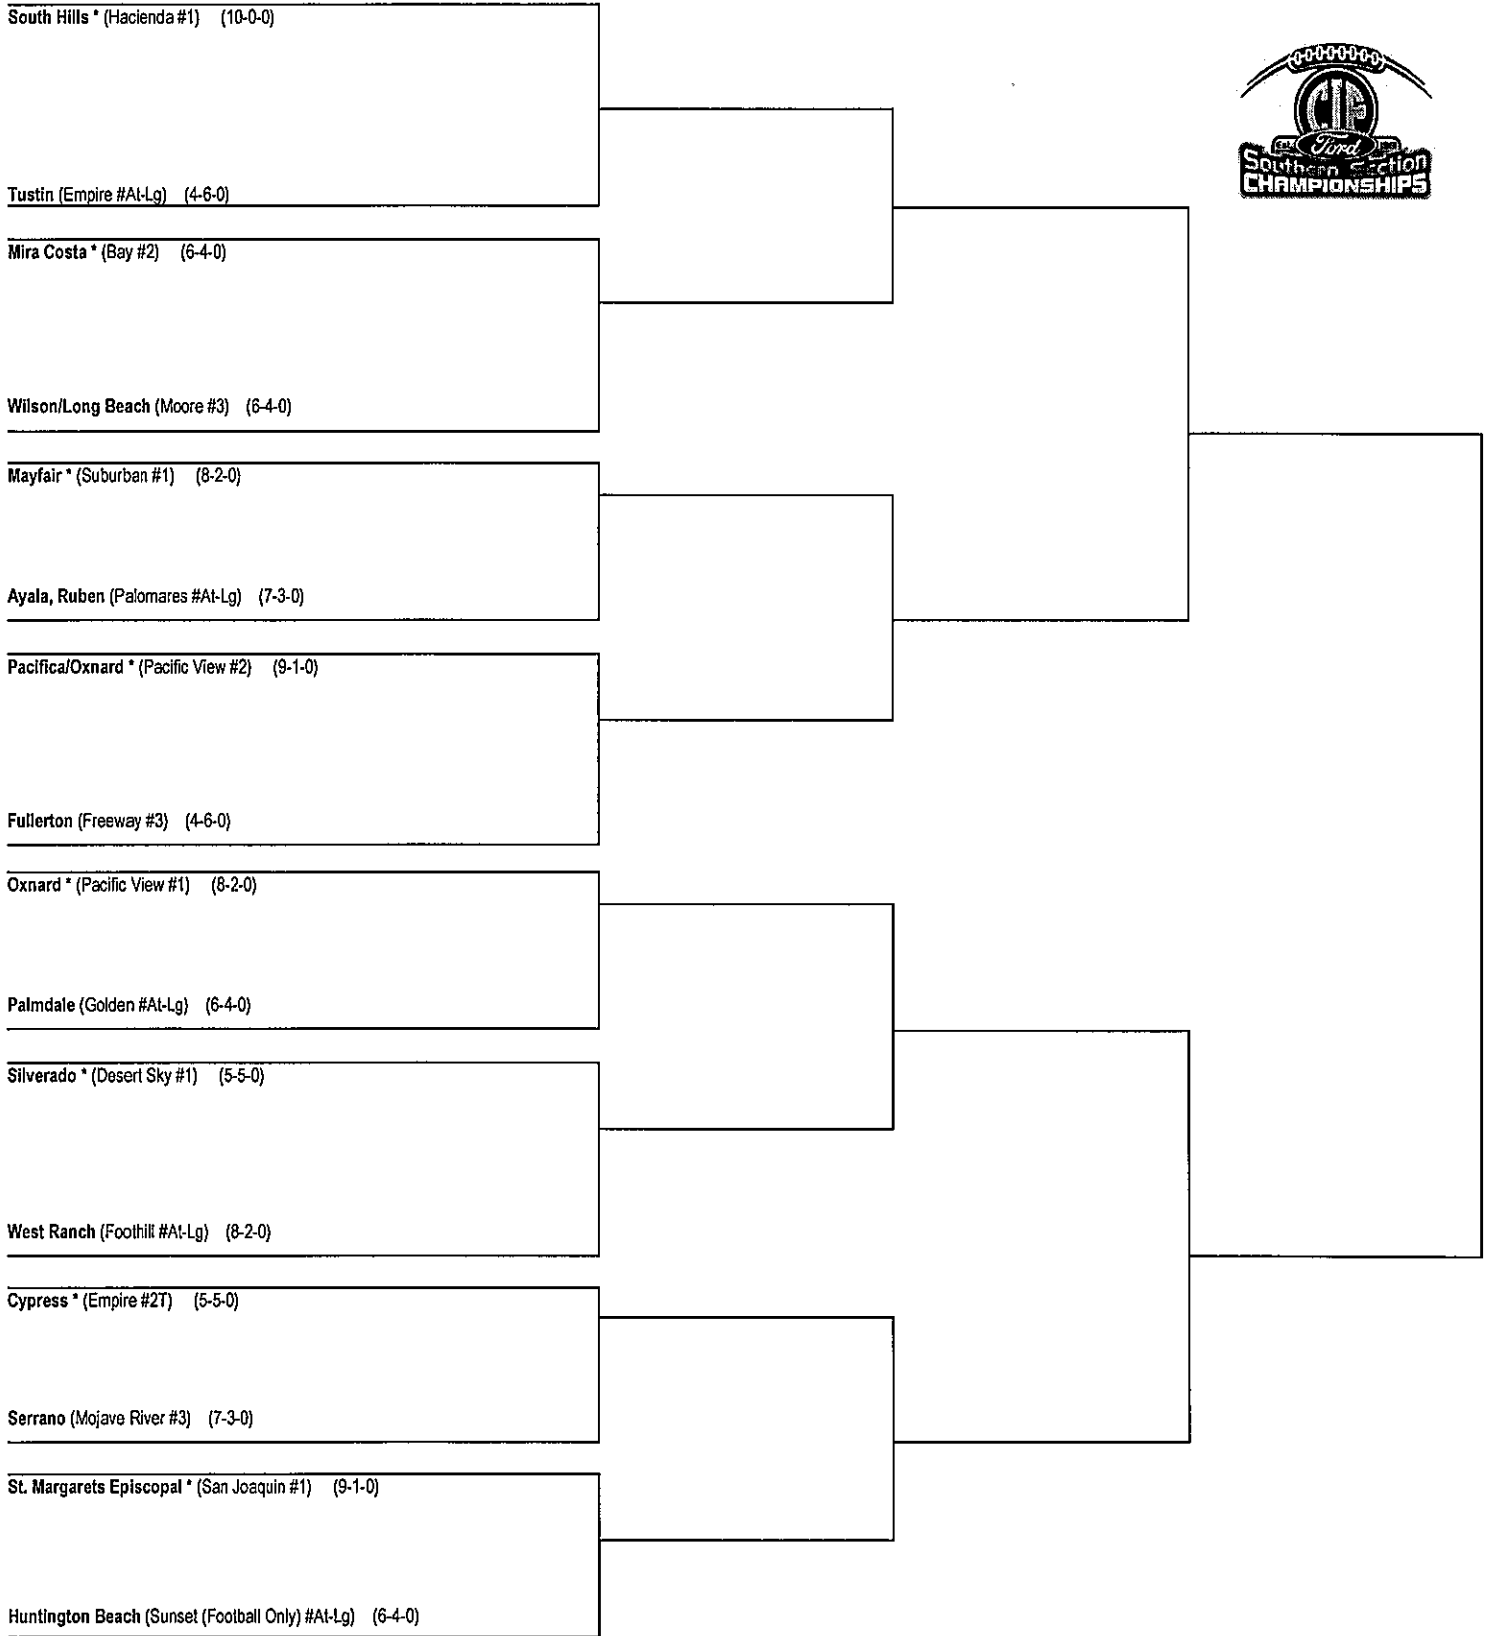 South Hills * (Hacienda #1) (10-0-0)
CIF
Ford
Southern Section
CHAMPIONSHIPS
Tustin (Empire #At-Lg) (4-6-0)
Mira Costa * (Bay #2) (6-4-0)
Wilson/Long Beach (Moore #3) (6-4-0)
Mayfair * (Suburban #1) (8-2-0)
Ayala, Ruben (Palomares #At-Lg) (7-3-0)
Pacifica/Oxnard * (Pacific View #2) (9-1-0)
Fullerton (Freeway #3) (4-6-0)
Oxnard * (Pacific View #1) (8-2-0)
Palmdale (Golden #At-Lg) (6-4-0)
Silverado * (Desert Sky #1) (5-5-0)
West Ranch (Foothill #At-Lg) (8-2-0)
Cypress * (Empire #2T) (5-5-0)
Serrano (Mojave River #3) (7-3-0)
St. Margarets Episcopal * (San Joaquin #1) (9-1-0)
Huntington Beach (Sunset (Football Only) #At-Lg) (6-4-0)